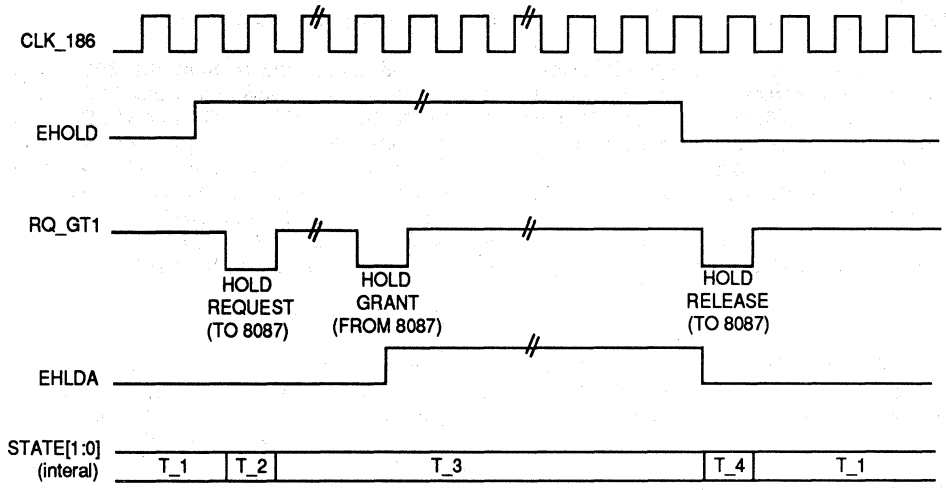 CLK_186
EHOLD
RQ_GT1
HOLD
REQUEST
(TO 8087)
HOLD
GRANT
(FROM 8087)
HOLD
RELEASE
(TO 8087)
EHLDA
STATE[1:0]
(interal)
T_1 T_2 T_3 T_4 T_1